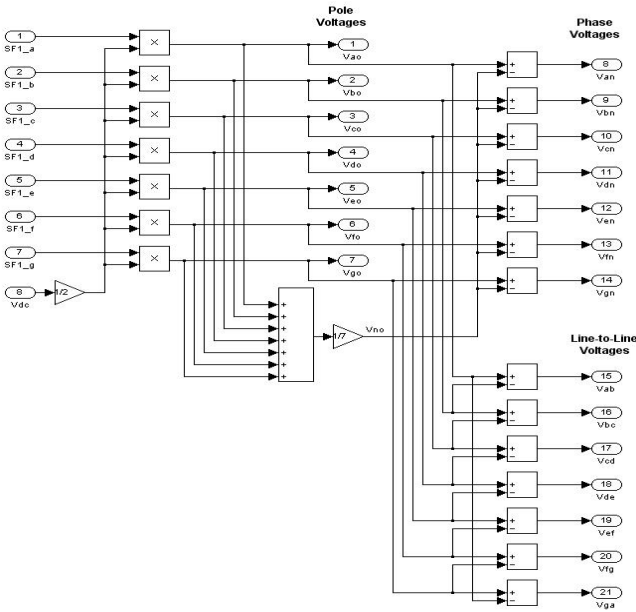 Pole
Voltages
Phase
Voltages
1
SF1_a
×
1
Vao
+
−
8
Van
2
SF1_b
×
2
Vbo
+
−
9
Vbn
3
SF1_c
×
3
Vco
+
−
10
Vcn
4
SF1_d
×
4
Vdo
+
−
11
Vdn
5
SF1_e
×
5
Veo
+
−
12
Ven
6
SF1_f
×
6
Vfo
+
−
13
Vfn
7
SF1_g
×
7
Vgo
+
−
14
Vgn
8
Vdc
1/2
+
+
+
+
+
+
+
1/7
Vno
Line-to-Line
Voltages
+
−
15
Vab
+
−
16
Vbc
+
−
17
Vcd
+
−
18
Vde
+
−
19
Vef
+
−
20
Vfg
+
−
21
Vga